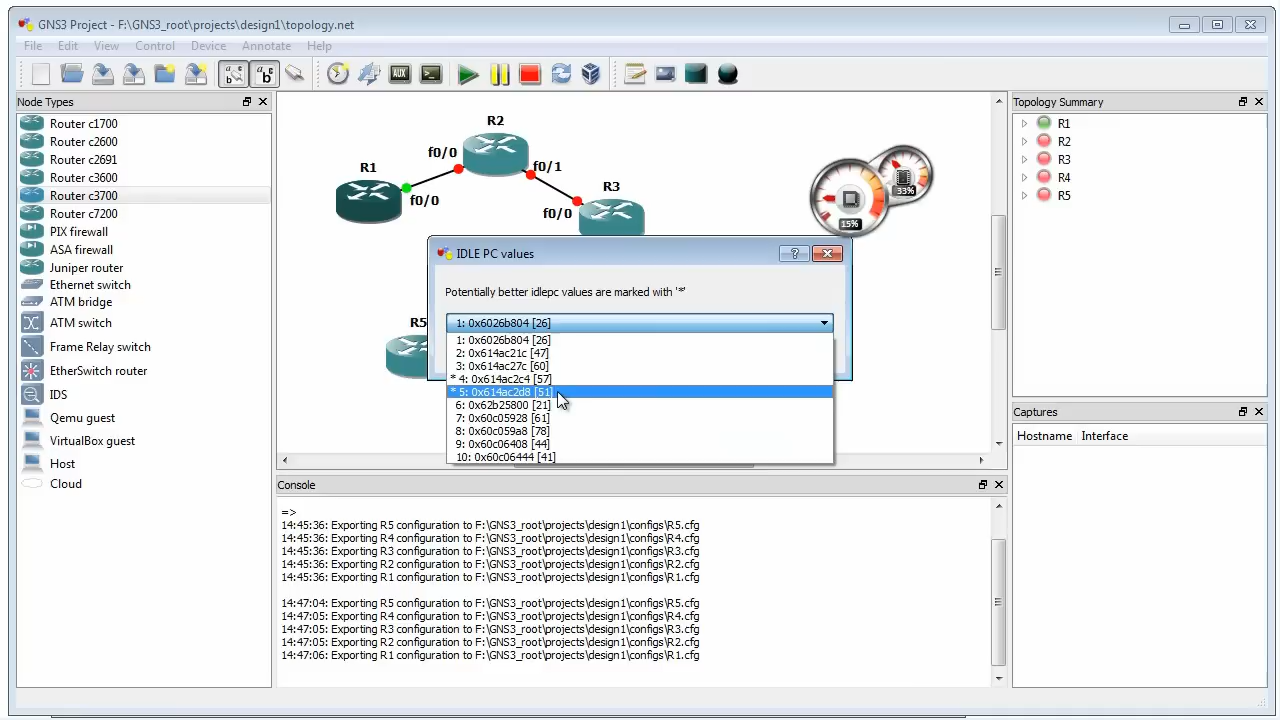 GNS3 Project - F:\GNS3_root\projects\design1\topology.net
File Edit View Control Device Annotate Help
AUX
Node Types
Router c1700
Router c2600
Router c2691
Router c3600
Router c3700
Router c7200
PIX firewall
ASA firewall
Juniper router
Ethernet switch
ATM bridge
ATM switch
Frame Relay switch
EtherSwitch router
IDS
Qemu guest
VirtualBox guest
Host
Cloud
R2
f0/0
f0/1
R1
f0/0
R3
f0/0
R5
15%
33%
IDLE PC values
Potentially better idlepc values are marked with '*'
1: 0x6026b804 [26]
1: 0x6026b804 [26]
2: 0x614ac21c [47]
3: 0x614ac27c [60]
* 4: 0x614ac2c4 [57]
* 5: 0x614ac2d8 [51]
6: 0x62b25800 [21]
7: 0x60c05928 [61]
8: 0x60c059a8 [78]
9: 0x60c06408 [44]
10: 0x60c06444 [41]
Console
=>
14:45:36: Exporting R5 configuration to F:\GNS3_root\projects\design1\configs\R5.cfg
14:45:36: Exporting R4 configuration to F:\GNS3_root\projects\design1\configs\R4.cfg
14:45:36: Exporting R3 configuration to F:\GNS3_root\projects\design1\configs\R3.cfg
14:45:36: Exporting R2 configuration to F:\GNS3_root\projects\design1\configs\R2.cfg
14:45:36: Exporting R1 configuration to F:\GNS3_root\projects\design1\configs\R1.cfg
14:47:04: Exporting R5 configuration to F:\GNS3_root\projects\design1\configs\R5.cfg
14:47:05: Exporting R4 configuration to F:\GNS3_root\projects\design1\configs\R4.cfg
14:47:05: Exporting R3 configuration to F:\GNS3_root\projects\design1\configs\R3.cfg
14:47:05: Exporting R2 configuration to F:\GNS3_root\projects\design1\configs\R2.cfg
14:47:06: Exporting R1 configuration to F:\GNS3_root\projects\design1\configs\R1.cfg
Topology Summary
R1
R2
R3
R4
R5
Captures
Hostname Interface